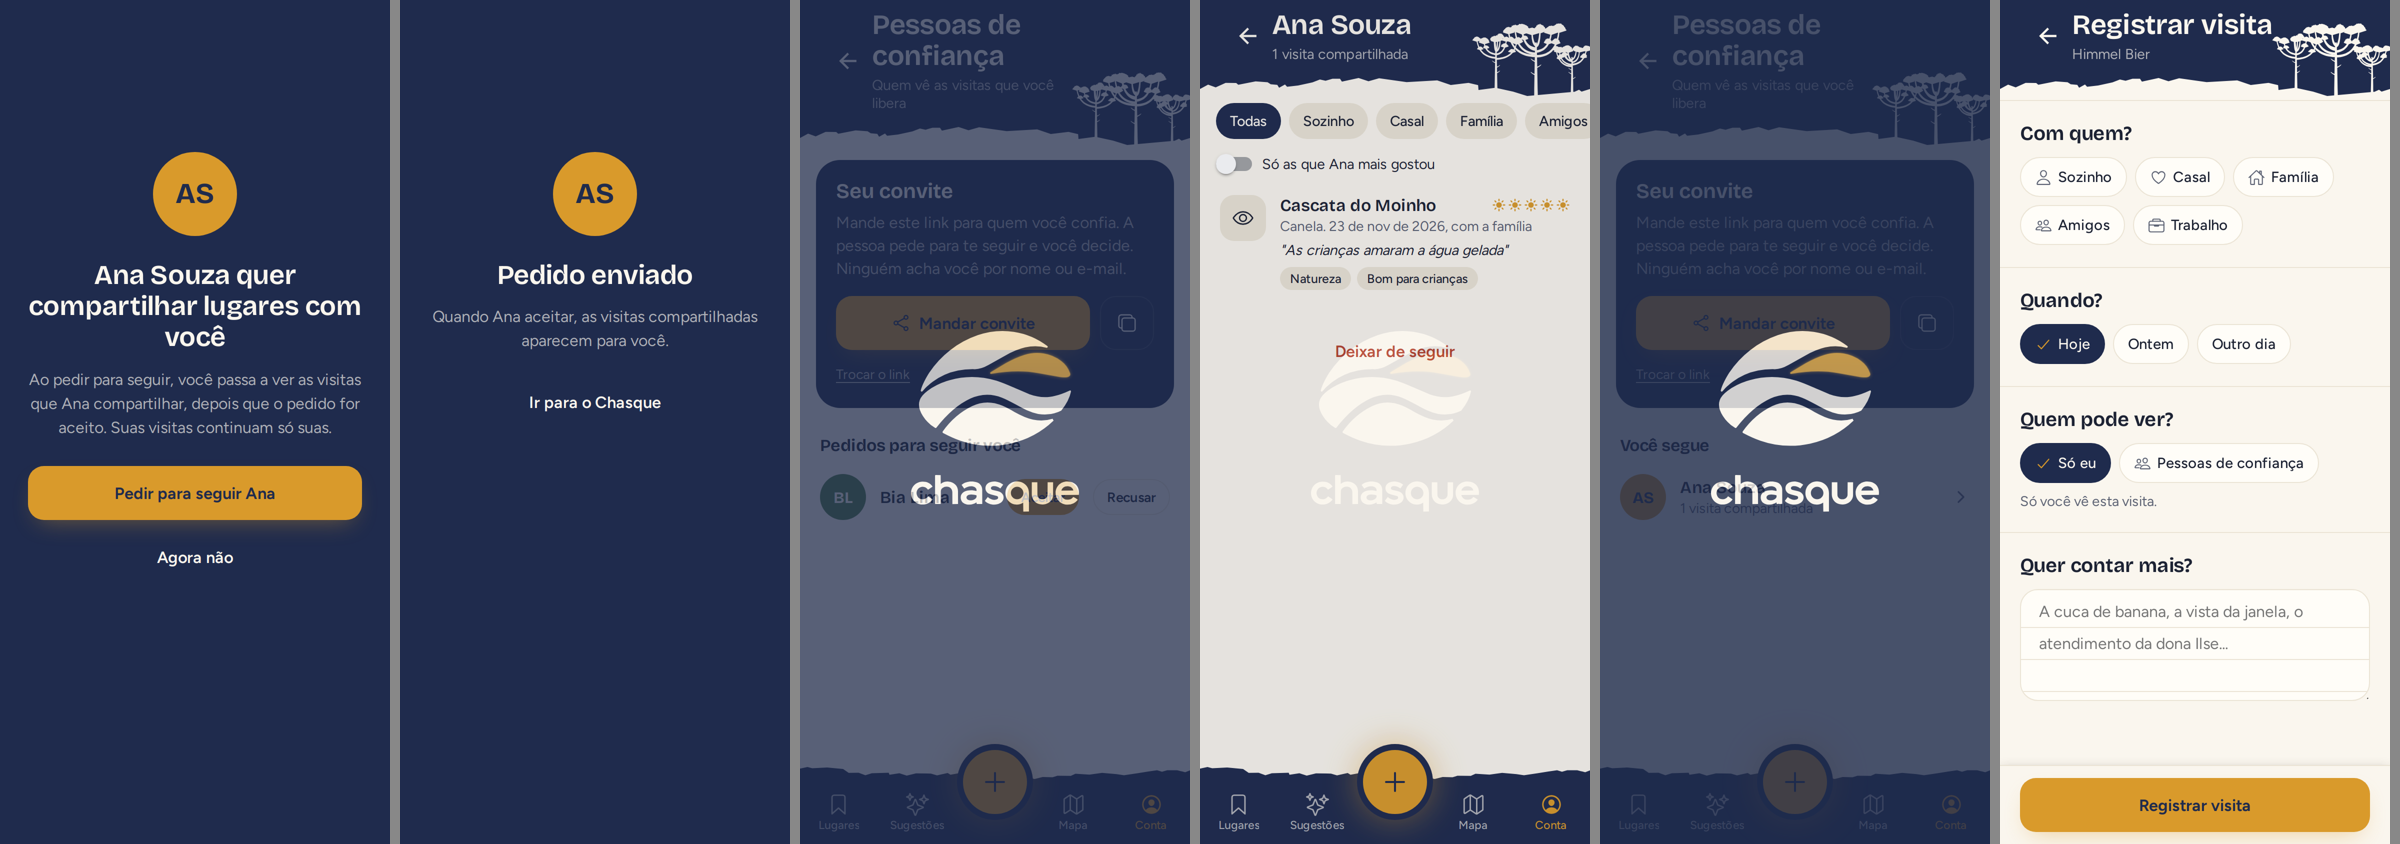 AS
Ana Souza quer
compartilhar lugares com
você
Ao pedir para seguir, você passa a ver as visitas
que Ana compartilhar, depois que o pedido for
aceito. Suas visitas continuam só suas.
Pedir para seguir Ana
Agora não
AS
Pedido enviado
Quando Ana aceitar, as visitas compartilhadas
aparecem para você.
Ir para o Chasque
Pessoas de
confiança
Quem vê as visitas que você
libera
Seu convite
Mande este link para quem você confia. A
pessoa pede para te seguir e você decide.
Ninguém acha você por nome ou e-mail.
Mandar convite
Trocar o link
Pedidos para seguir você
BL
Bia
Recusar
chasque
Lugares
Sugestões
Mapa
Conta
Ana Souza
1 visita compartilhada
Todas
Sozinho
Casal
Família
Amigos
Só as que Ana mais gostou
Cascata do Moinho
Canela. 23 de nov de 2026, com a família
"As crianças amaram a água gelada"
Natureza
Bom para crianças
Deixar de seguir
chasque
Lugares
Sugestões
Mapa
Conta
Pessoas de
confiança
Quem vê as visitas que você
libera
Seu convite
Mande este link para quem você confia. A
pessoa pede para te seguir e você decide.
Ninguém acha você por nome ou e-mail.
Mandar convite
Trocar o link
Você segue
AS
Ana Souza
1 visita compartilhada
chasque
Lugares
Sugestões
Mapa
Conta
Registrar visita
Himmel Bier
Com quem?
Sozinho
Casal
Família
Amigos
Trabalho
Quando?
Hoje
Ontem
Outro dia
Quem pode ver?
Só eu
Pessoas de confiança
Só você vê esta visita.
Quer contar mais?
A cuca de banana, a vista da janela, o
atendimento da dona Ilse...
Registrar visita